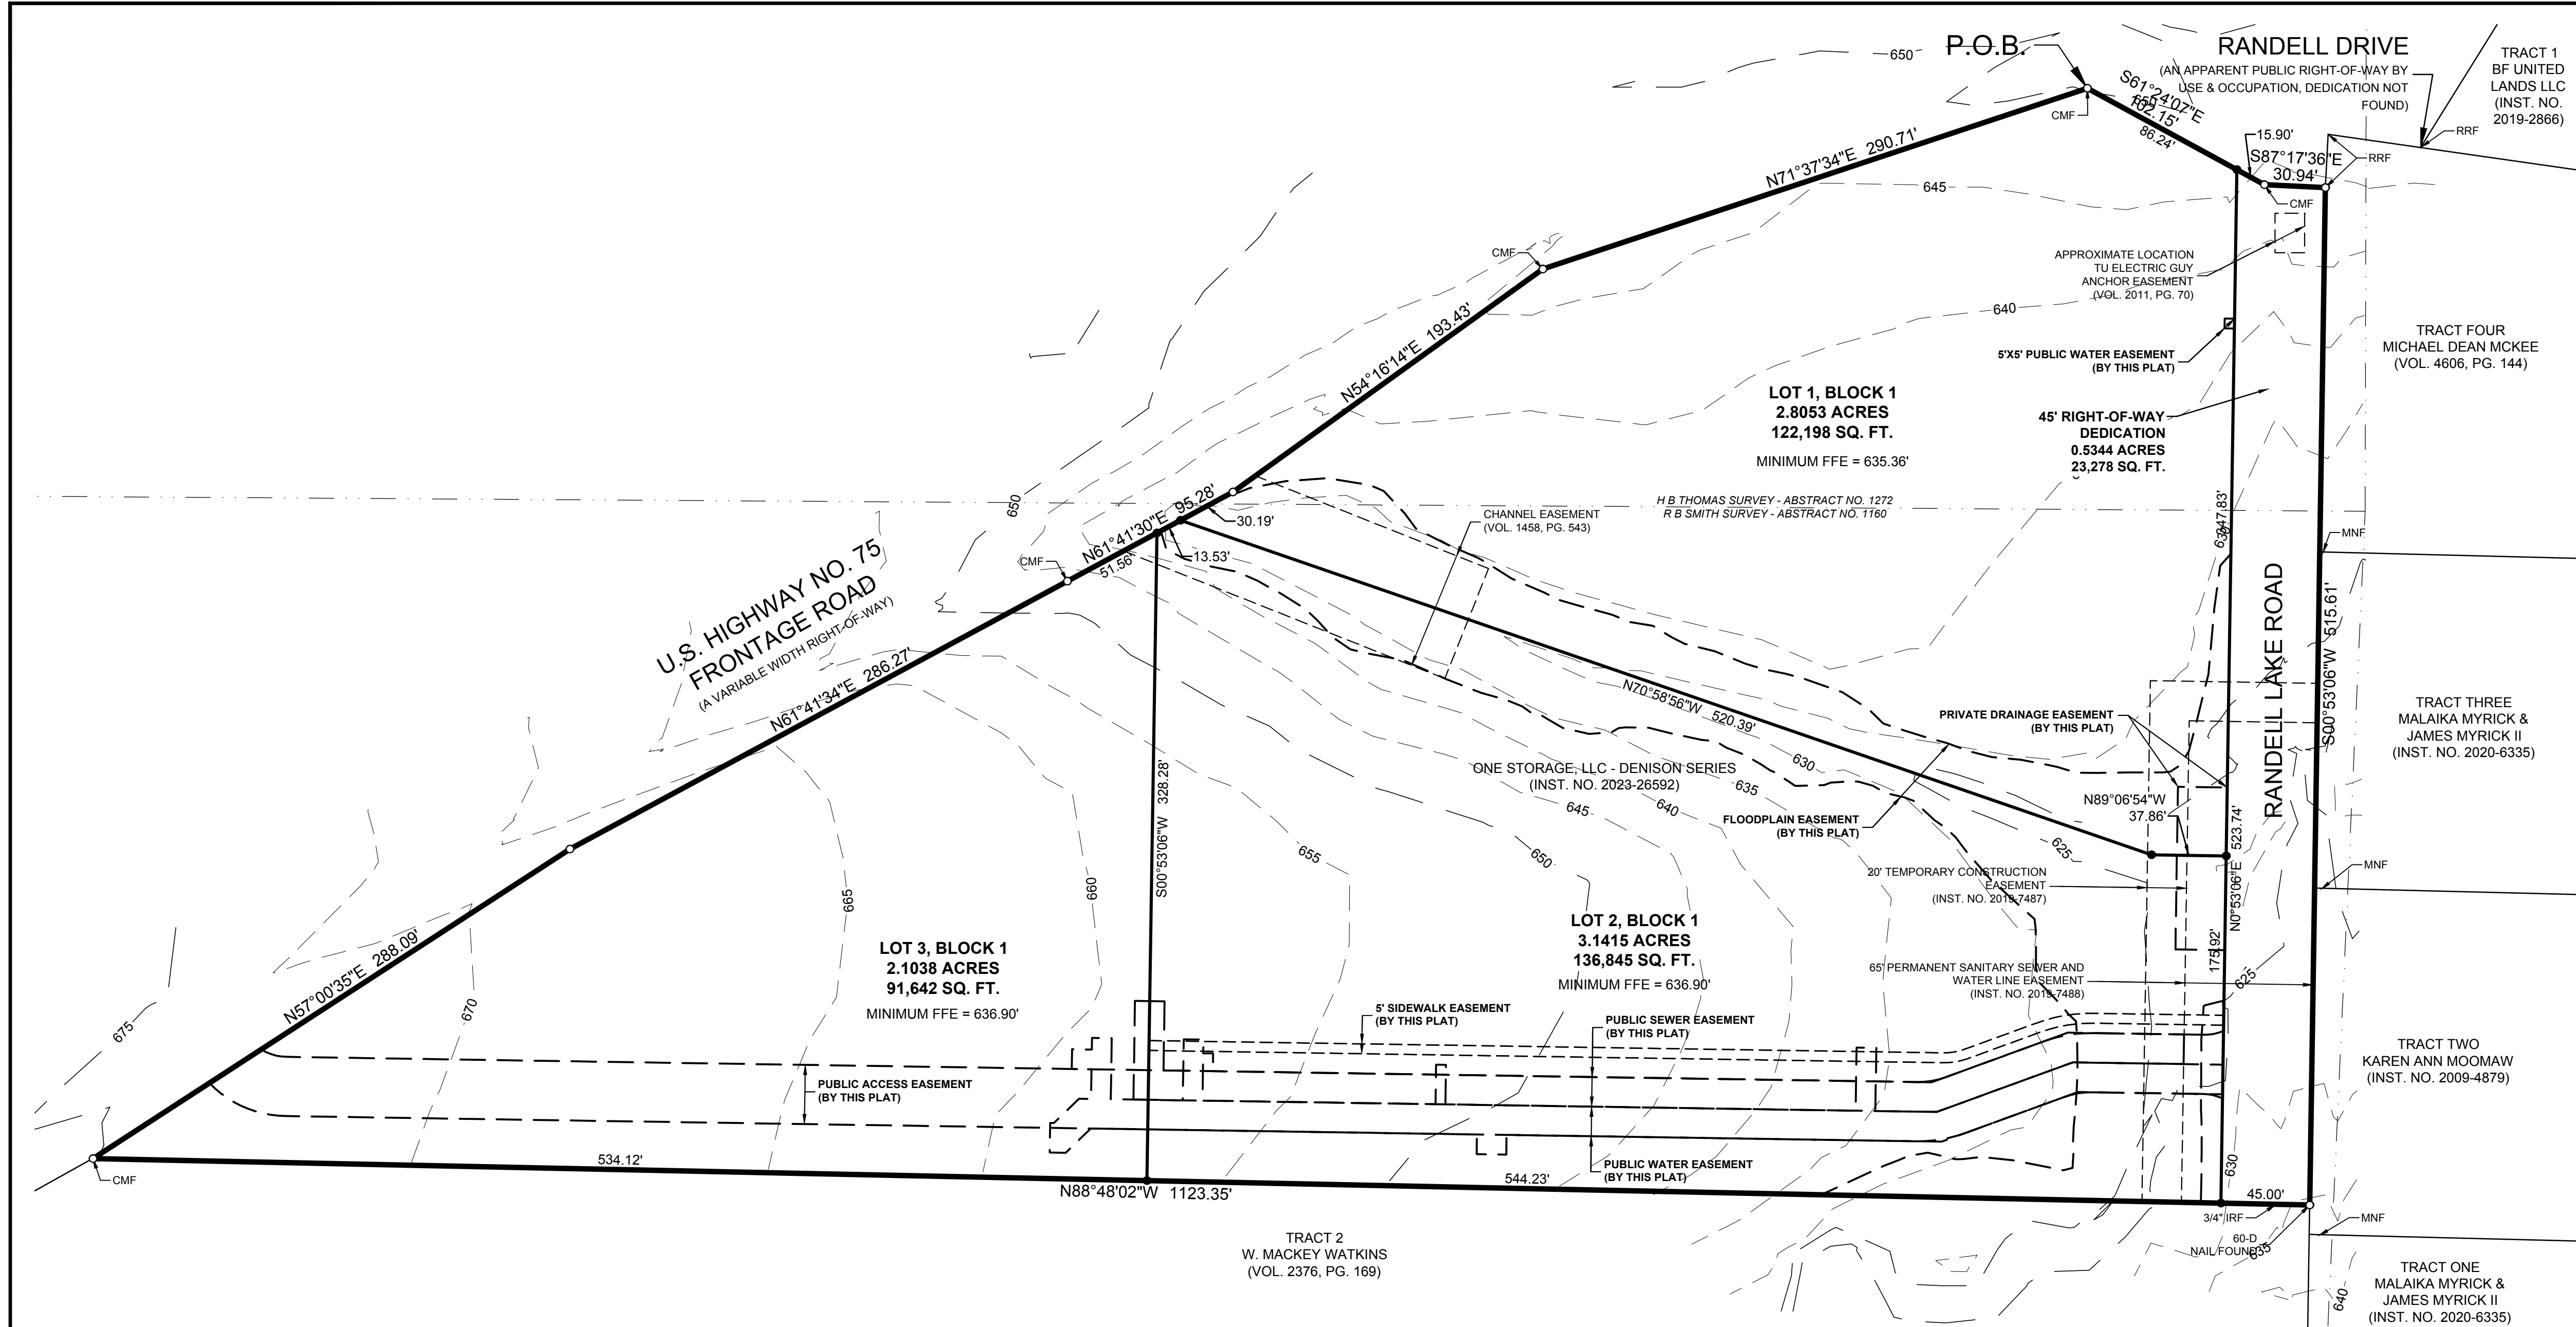 P.O.B.
RANDELL DRIVE
(AN APPARENT PUBLIC RIGHT-OF-WAY BY
USE & OCCUPATION, DEDICATION NOT
FOUND)
TRACT 1
BF UNITED
LANDS LLC
(INST. NO.
2019-2866)
650
S61°24'07"E
102.15'
650
86.24'
CMF
15.90'
RRF
S87°17'36"E
30.94'
RRF
CMF
N71°37'34"E 290.71'
645
CMF
APPROXIMATE LOCATION
TU ELECTRIC GUY
ANCHOR EASEMENT
(VOL. 2011, PG. 70)
640
5'X5' PUBLIC WATER EASEMENT
(BY THIS PLAT)
TRACT FOUR
MICHAEL DEAN MCKEE
(VOL. 4606, PG. 144)
N54°16'14"E 193.43'
LOT 1, BLOCK 1
2.8053 ACRES
122,198 SQ. FT.
MINIMUM FFE = 635.36'
45' RIGHT-OF-WAY
DEDICATION
0.5344 ACRES
23,278 SQ. FT.
H B THOMAS SURVEY - ABSTRACT NO. 1272
R B SMITH SURVEY - ABSTRACT NO. 1160
650
CHANNEL EASEMENT
(VOL. 1458, PG. 543)
347.83'
630
MNF
N61°41'30"E 95.28'
30.19'
13.53'
51.56'
CMF
U.S. HIGHWAY NO. 75
FRONTAGE ROAD
(A VARIABLE WIDTH RIGHT-OF-WAY)
N61°41'34"E 286.27'
RANDELL LAKE ROAD
S00°53'06"W 515.61'
N70°58'56"W 520.39'
PRIVATE DRAINAGE EASEMENT
(BY THIS PLAT)
TRACT THREE
MALAIKA MYRICK &
JAMES MYRICK II
(INST. NO. 2020-6335)
S00°53'06"W 328.28'
ONE STORAGE, LLC - DENISON SERIES
(INST. NO. 2023-26592)
630
635
640
645
N89°06'54"W
37.86'
FLOODPLAIN EASEMENT
(BY THIS PLAT)
625
650
655
660
665
N0°53'06"E 523.74'
MNF
20' TEMPORARY CONSTRUCTION
EASEMENT
(INST. NO. 2019-7487)
LOT 2, BLOCK 1
3.1415 ACRES
136,845 SQ. FT.
MINIMUM FFE = 636.90'
LOT 3, BLOCK 1
2.1038 ACRES
91,642 SQ. FT.
MINIMUM FFE = 636.90'
175.92'
65' PERMANENT SANITARY SEWER AND
WATER LINE EASEMENT
(INST. NO. 2019-7488)
625
N57°00'35"E 288.09'
670
675
5' SIDEWALK EASEMENT
(BY THIS PLAT)
PUBLIC SEWER EASEMENT
(BY THIS PLAT)
TRACT TWO
KAREN ANN MOOMAW
(INST. NO. 2009-4879)
PUBLIC ACCESS EASEMENT
(BY THIS PLAT)
534.12'
CMF
PUBLIC WATER EASEMENT
(BY THIS PLAT)
544.23'
630
N88°48'02"W 1123.35'
45.00'
3/4" IRF
MNF
60-D
NAIL FOUND
635
TRACT 2
W. MACKEY WATKINS
(VOL. 2376, PG. 169)
640
TRACT ONE
MALAIKA MYRICK &
JAMES MYRICK II
(INST. NO. 2020-6335)